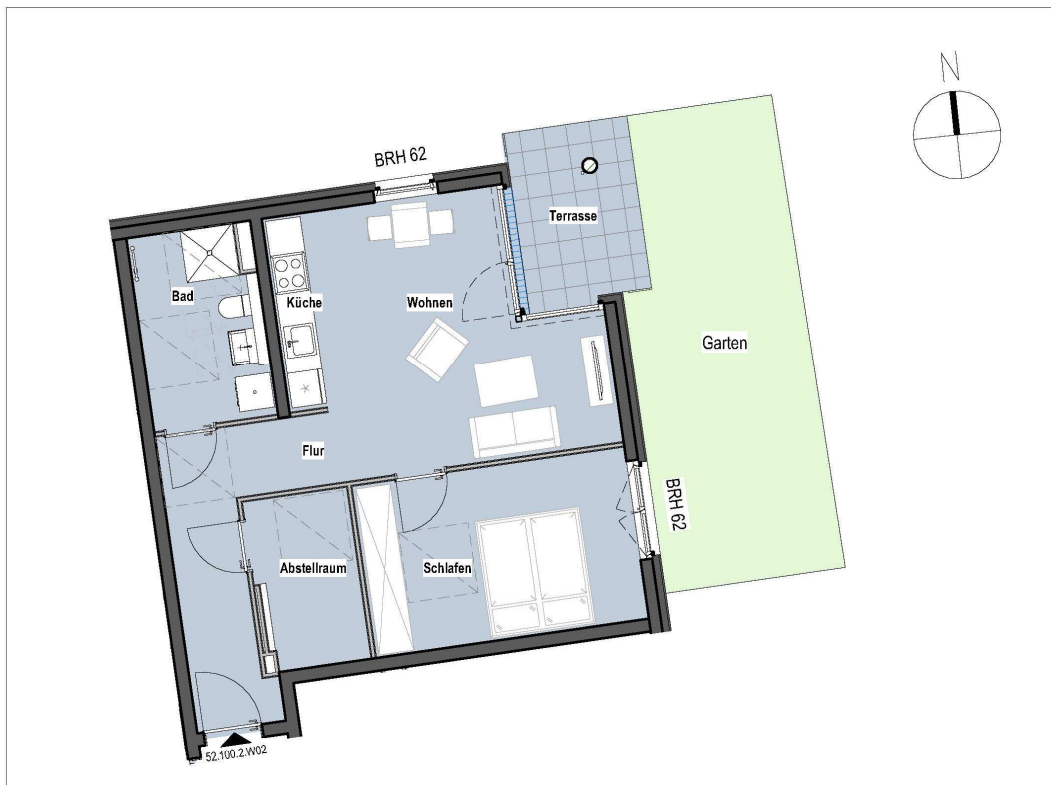 N
BRH 62
Terrasse
Bad
Küche
Wohnen
Garten
Flur
BRH 62
Abstellraum
Schlafen
52.100.2.W02